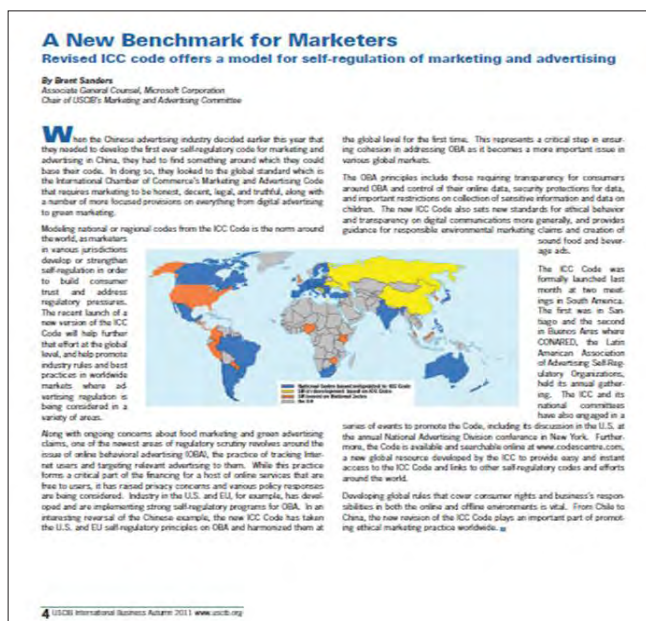 A New Benchmark for Marketers
Revised ICC code offers a model for self-regulation of marketing and advertising
By Brent Sanders
Associate General Counsel, Microsoft Corporation
Chair of USCIB's Marketing and Advertising Committee
When the Chinese advertising industry decided earlier this year that
they needed to develop the first ever self-regulatory code for marketing and
advertising in China, they had to find something around which they could
base their code. In doing so, they looked to the global standard which is
the International Chamber of Commerce's Marketing and Advertising Code
that requires marketing to be honest, decent, legal, and truthful, along with
a number of more focused provisions on everything from digital advertising
to green marketing.
Modeling national or regional codes from the ICC Code is the norm around
the world, as marketers
in various jurisdictions
develop or strengthen
self-regulation in order
to build consumer
trust and address
regulatory pressures.
The recent launch of a
new version of the ICC
Code will help further
that effort at the global
level, and help promote
industry rules and best
practices in worldwide
markets where ad-
vertising regulation is
being considered in a
variety of areas.
Along with ongoing concerns about food marketing and green advertising
claims, one of the newest areas of regulatory scrutiny revolves around the
issue of online behavioral advertising (OBA), the practice of tracking Inter-
net users and targeting relevant advertising to them. While this practice
forms a critical part of the financing for a host of online services that are
free to users, it has raised privacy concerns and various policy responses
are being considered. Industry in the U.S. and EU, for example, has devel-
oped and are implementing strong self-regulatory programs for OBA. In an
interesting reversal of the Chinese example, the new ICC Code has taken
the U.S. and EU self-regulatory principles on OBA and harmonized them at
the global level for the first time. This represents a critical step in ensur-
ing cohesion in addressing OBA as it becomes a more important issue in
various global markets.
The OBA principles include those requiring transparency for consumers
around OBA and control of their online data, security protections for data,
and important restrictions on collection of sensitive information and data on
children. The new ICC Code also sets new standards for ethical behavior
and transparency on digital communications more generally, and provides
guidance for responsible environmental marketing claims and creation of
sound food and bever-
age ads.
The ICC Code was
formally launched last
month at two meet-
ings in South America.
The first was in San-
tiago and the second
in Buenos Aires where
CONARED, the Latin
American Association
of Advertising Self-Reg-
ulatory Organizations,
held its annual gather-
ing. The ICC and its
national committees
have also engaged in a
series of events to promote the Code, including its discussion in the U.S. at
the annual National Advertising Division conference in New York. Further-
more, the Code is available and searchable online at www.codescentre.com,
a new global resource developed by the ICC to provide easy and instant
access to the ICC Code and links to other self-regulatory codes and efforts
around the world.
Developing global rules that cover consumer rights and business's respon-
sibilities in both the online and offline environments is vital. From Chile to
China, the new revision of the ICC Code plays an important part of promot-
ing ethical marketing practice worldwide.
4 USCIB International Business Autumn 2011 www.uscib.org